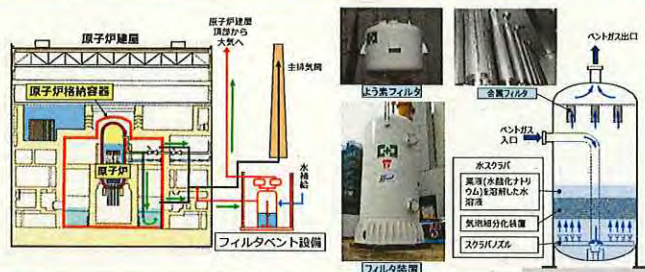 原子炉建屋
原子炉建屋
頂部から
大気へ
主排気筒
原子炉格納容器
原子炉
水補給
フィルタベント設備
よう素フィルタ
金属フィルタ
フィルタ装置
ベントガス出口
ベントガス
入口
水スクラバ
薬液(水酸化ナトリ
ウム)を溶解した水
溶液
気泡細分化装置
スクラバノズル